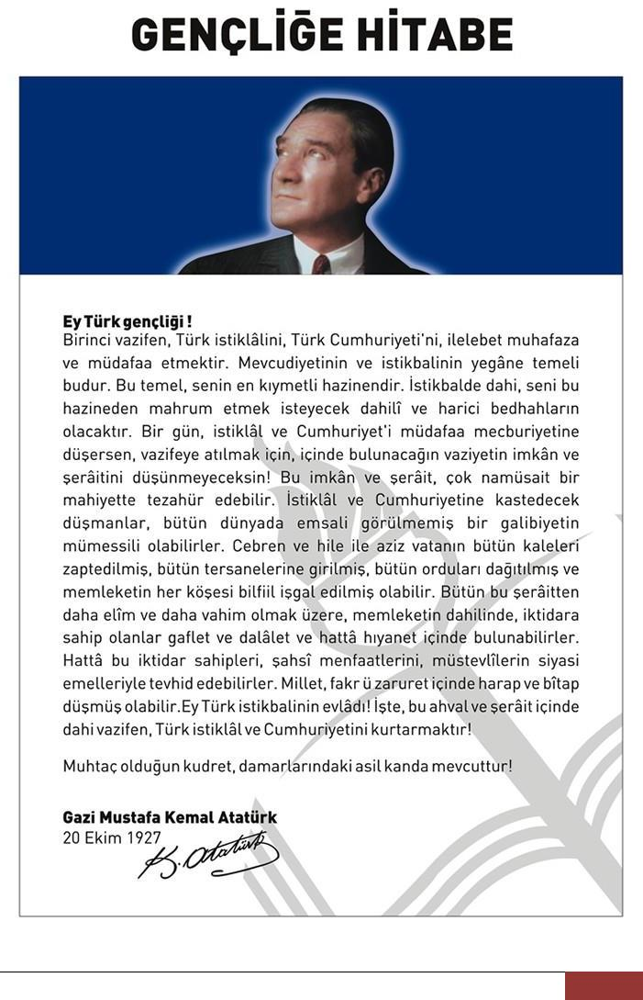 GENÇLİĞE HİTABE
Ey Türk gençliği !
Birinci vazifen, Türk istiklâlini, Türk Cumhuriyeti'ni, ilelebet muhafaza
ve müdafaa etmektir. Mevcudiyetinin ve istikbalinin yegâne temeli
budur. Bu temel, senin en kıymetli hazinendir. İstikbalde dahi, seni bu
hazineden mahrum etmek isteyecek dahilî ve harici bedhahların
olacaktır. Bir gün, istiklâl ve Cumhuriyet'i müdafaa mecburiyetine
düşersen, vazifeye atılmak için, içinde bulunacağın vaziyetin imkân ve
şerâitini düşünmeyeceksin! Bu imkân ve şerâit, çok namüsait bir
mahiyette tezahür edebilir. İstiklâl ve Cumhuriyetine kastedecek
düşmanlar, bütün dünyada emsali görülmemiş bir galibiyetin
mümessili olabilirler. Cebren ve hile ile aziz vatanın bütün kaleleri
zaptedilmiş, bütün tersanelerine girilmiş, bütün orduları dağıtılmış ve
memleketin her köşesi bilfiil işgal edilmiş olabilir. Bütün bu şerâitten
daha elîm ve daha vahim olmak üzere, memleketin dahilinde, iktidara
sahip olanlar gaflet ve dalâlet ve hattâ hıyanet içinde bulunabilirler.
Hattâ bu iktidar sahipleri, şahsî menfaatlerini, müstevlîlerin siyasi
emelleriyle tevhid edebilirler. Millet, fakr ü zaruret içinde harap ve bîtap
düşmüş olabilir.Ey Türk istikbalinin evlâdı! İşte, bu ahval ve şerâit içinde
dahi vazifen, Türk istiklâl ve Cumhuriyetini kurtarmaktır!
Muhtaç olduğun kudret, damarlarındaki asil kanda mevcuttur!
Gazi Mustafa Kemal Atatürk
20 Ekim 1927
K. Atatürk